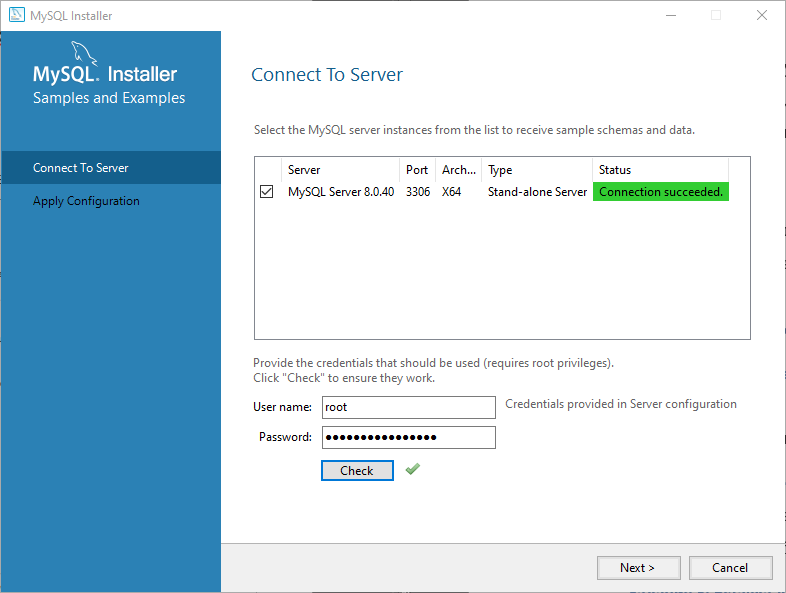 MySQL Installer
MySQL. Installer
Samples and Examples
Connect To Server
Apply Configuration
Connect To Server
Select the MySQL server instances from the list to receive sample schemas and data.
Server Port Arch... Type Status
MySQL Server 8.0.40 3306 X64 Stand-alone Server Connection succeeded.
Provide the credentials that should be used (requires root privileges).
Click "Check" to ensure they work.
User name: root Credentials provided in Server configuration
Password: ●●●●●●●●●●●●●●●●
Check
Next > Cancel